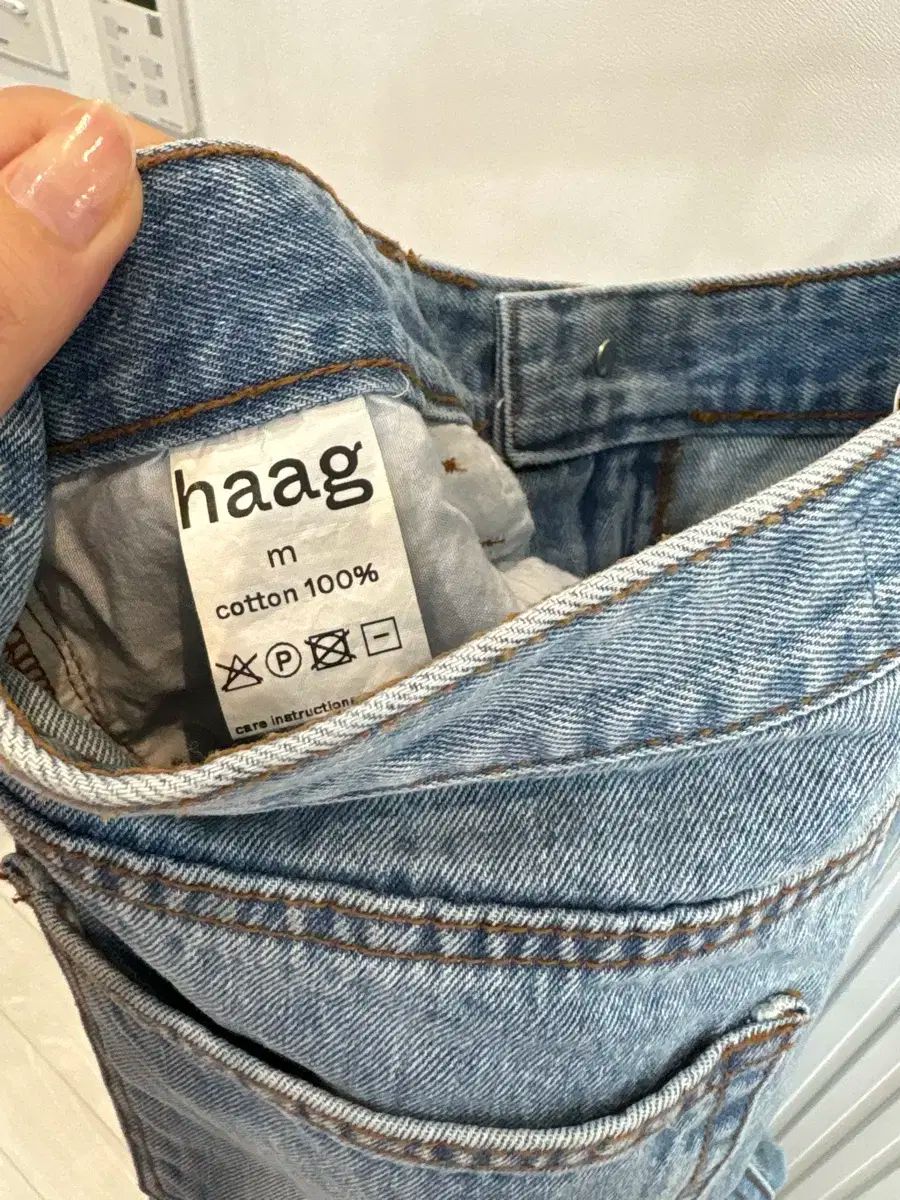 haag
m
cotton 100%
P
care instructions